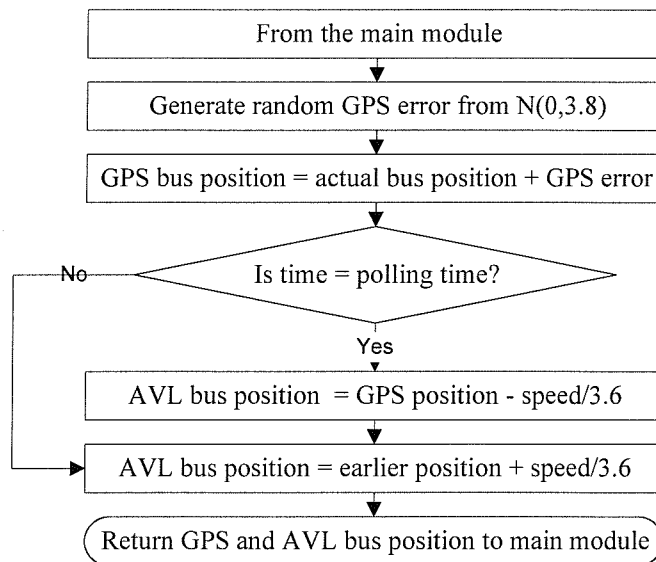 From the main module
Generate random GPS error from N(0,3.8)
GPS bus position = actual bus position + GPS error
No
Is time = polling time?
Yes
AVL bus position = GPS position - speed/3.6
AVL bus position = earlier position + speed/3.6
Return GPS and AVL bus position to main module